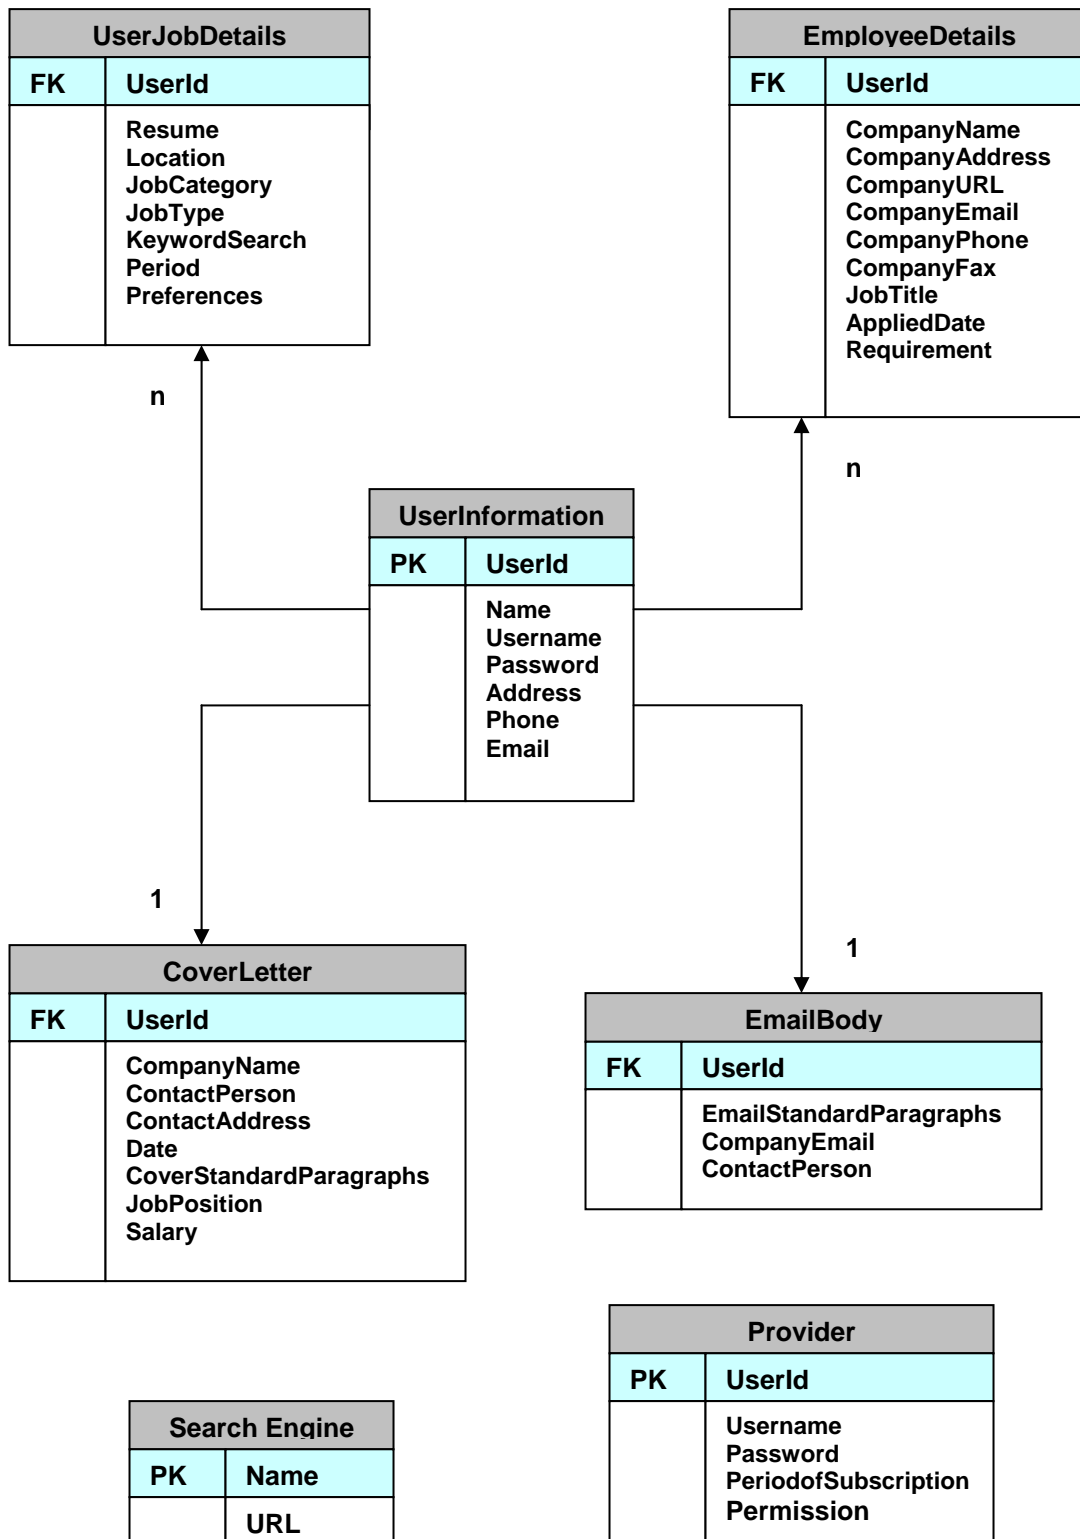 UserJobDetails
FK UserId
Resume
Location
JobCategory
JobType
KeywordSearch
Period
Preferences
n
EmployeeDetails
FK UserId
CompanyName
CompanyAddress
CompanyURL
CompanyEmail
CompanyPhone
CompanyFax
JobTitle
AppliedDate
Requirement
n
UserInformation
PK UserId
Name
Username
Password
Address
Phone
Email
1
CoverLetter
FK UserId
CompanyName
ContactPerson
ContactAddress
Date
CoverStandardParagraphs
JobPosition
Salary
1
EmailBody
FK UserId
EmailStandardParagraphs
CompanyEmail
ContactPerson
Search Engine
PK Name
URL
Provider
PK UserId
Username
Password
PeriodofSubscription
Permission